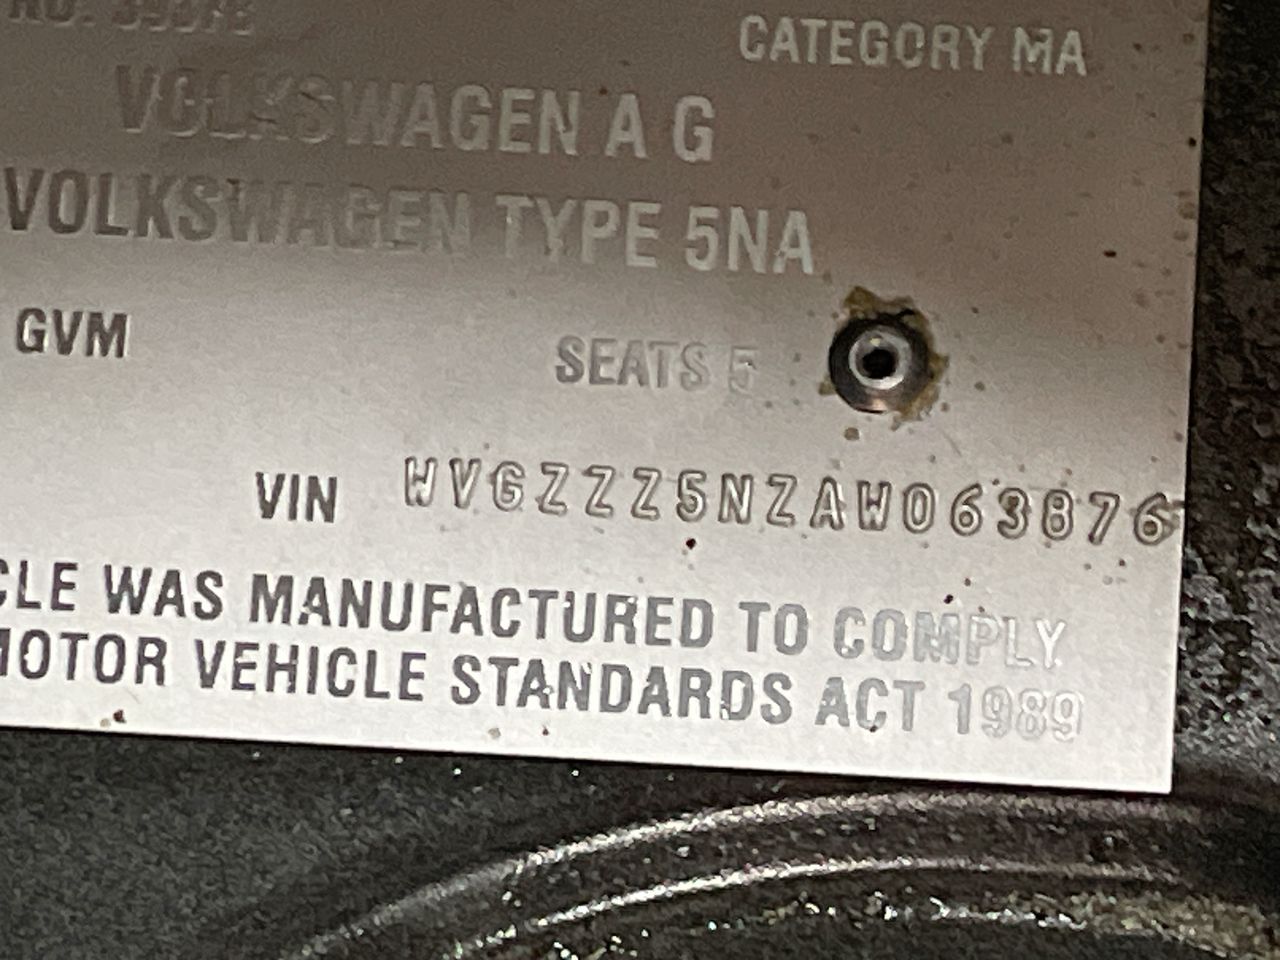 CATEGORY MA
VOLKSWAGEN A G
VOLKSWAGEN TYPE 5NA
GVM
SEATS 5
VIN WVGZZZ5NZAW063876
CLE WAS MANUFACTURED TO COMPLY
MOTOR VEHICLE STANDARDS ACT 1989